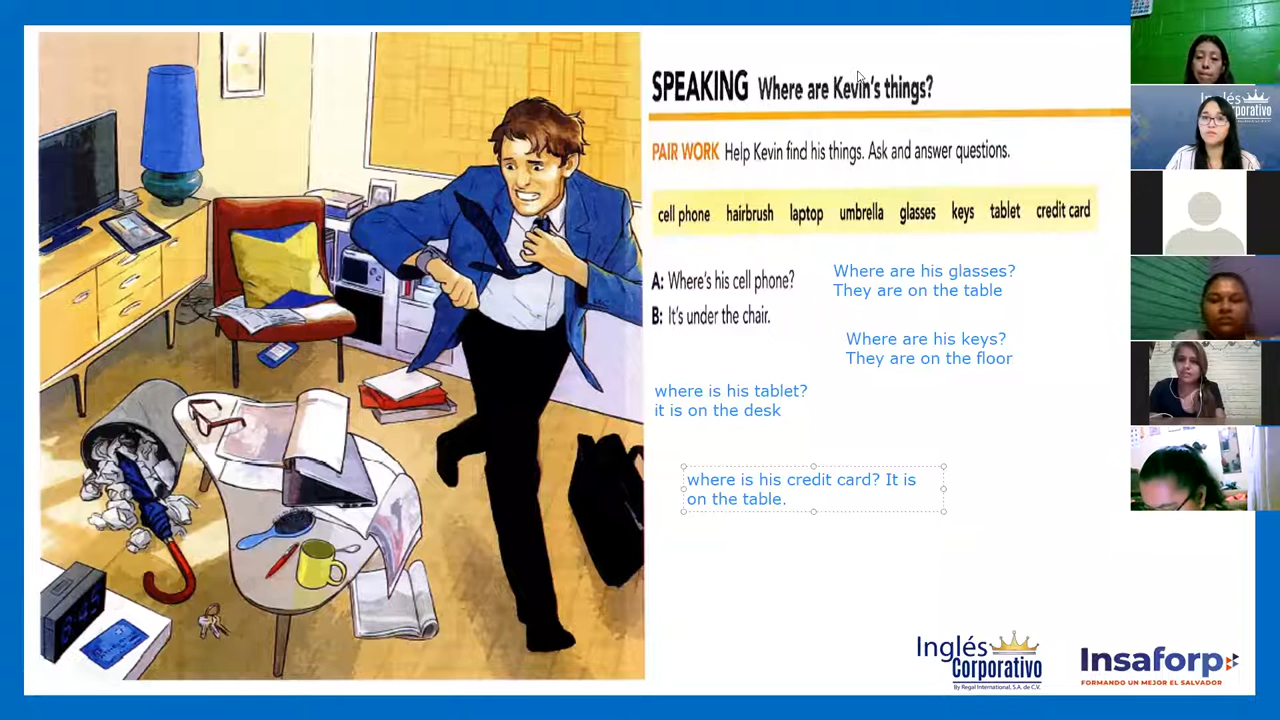 SPEAKING Where are Kevin's things?
PAIR WORK Help Kevin find his things. Ask and answer questions.
cell phone hairbrush laptop umbrella glasses keys tablet credit card
A: Where's his cell phone?
B: It's under the chair.
Where are his glasses?
They are on the table
Where are his keys?
They are on the floor
where is his tablet?
it is on the desk
where is his credit card? It is
on the table.
8:45
Inglés
Corporativo
By Regal International, S.A. de C.V.
Insaforp
FORMANDO UN MEJOR EL SALVADOR
Inglés
Corporativo